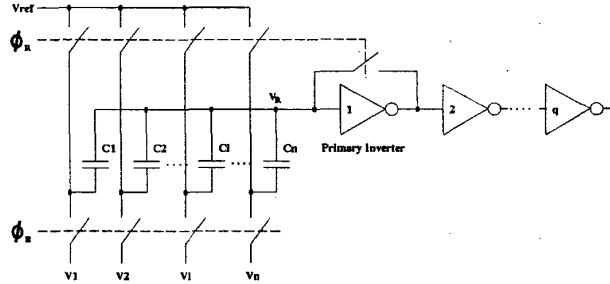 Vref
ϕR
VR
1
2
q
C1
C2
Ci
Cn
Primary Inverter
ϕE
V1
V2
Vi
Vn